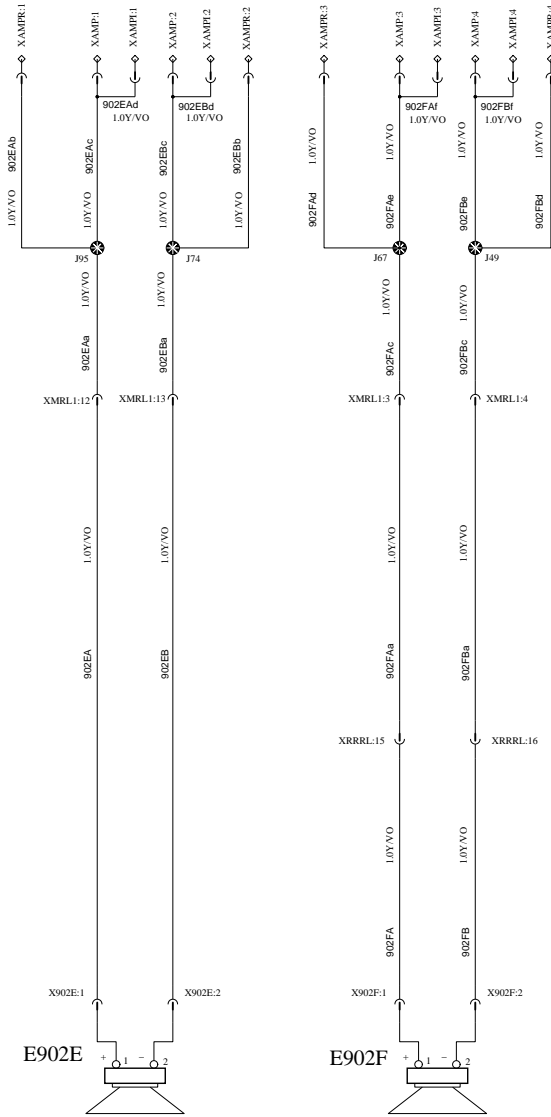 XAMPR:1
XAMP:1
XAMPI:1
XAMP:2
XAMPI:2
XAMPR:2
XAMPR:3
XAMP:3
XAMPI:3
XAMP:4
XAMPI:4
XAMPR:4
902EAd
1.0Y/VO
902EBd
1.0Y/VO
902FAf
1.0Y/VO
902FBf
1.0Y/VO
902EAb
902EAc
902EBc
902EBb
1.0Y/VO
1.0Y/VO
1.0Y/VO
1.0Y/VO
1.0Y/VO
1.0Y/VO
1.0Y/VO
1.0Y/VO
902FAd
902FAe
902FBe
902FBd
J95
J74
J67
J49
1.0Y/VO
1.0Y/VO
1.0Y/VO
1.0Y/VO
902EAa
902EBa
902FAc
902FBc
XMRL1:12
XMRL1:13
XMRL1:3
XMRL1:4
1.0Y/VO
1.0Y/VO
1.0Y/VO
1.0Y/VO
902EA
902EB
902FAa
902FBa
XRRRL:15
XRRRL:16
1.0Y/VO
1.0Y/VO
902FA
902FB
X902E:1
X902E:2
X902F:1
X902F:2
E902E
+ 1 − 2
E902F
+ 1 − 2